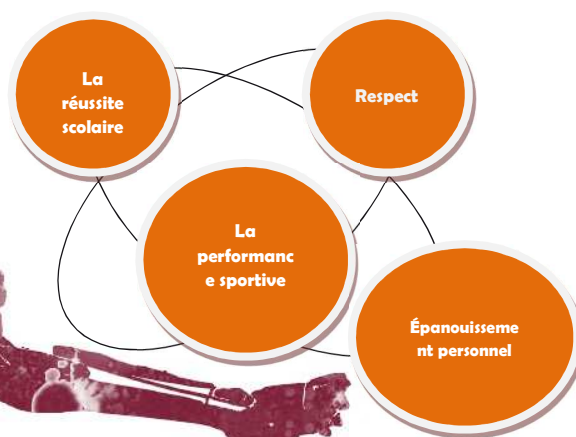 La
réussite
scolaire
Respect
La
performanc
e sportive
Épanouisseme
nt personnel